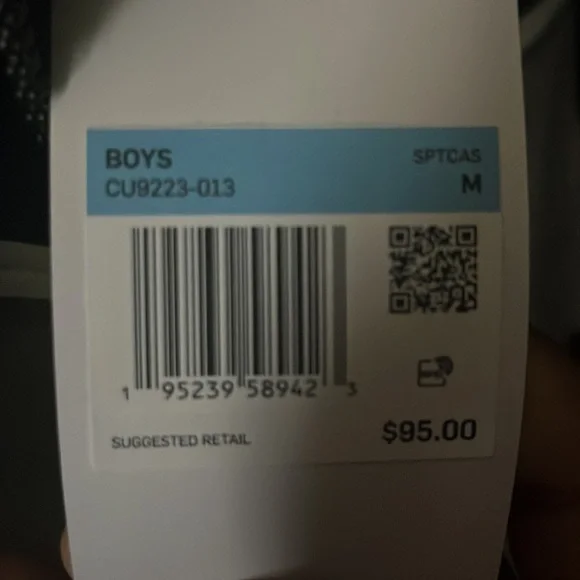 BOYS
SPTCAS
CU9223-013
M
1 95239 58942 3
SUGGESTED RETAIL
$95.00